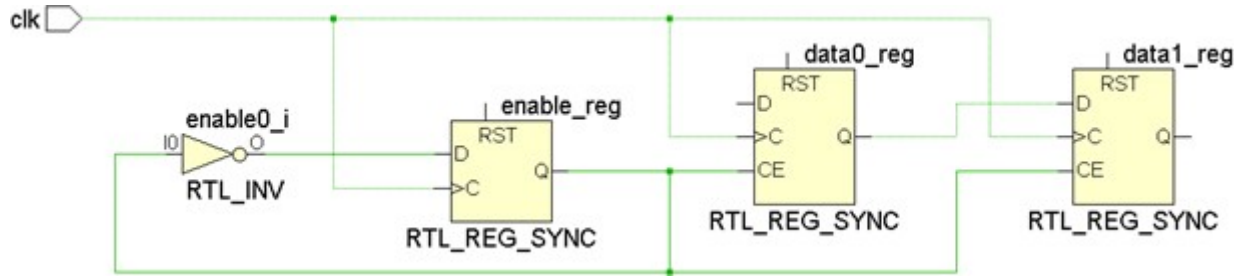 clk
enable0_i
I0
O
RTL_INV
enable_reg
RST
D
C
Q
RTL_REG_SYNC
data0_reg
RST
D
C
CE
Q
RTL_REG_SYNC
data1_reg
RST
D
C
CE
Q
RTL_REG_SYNC